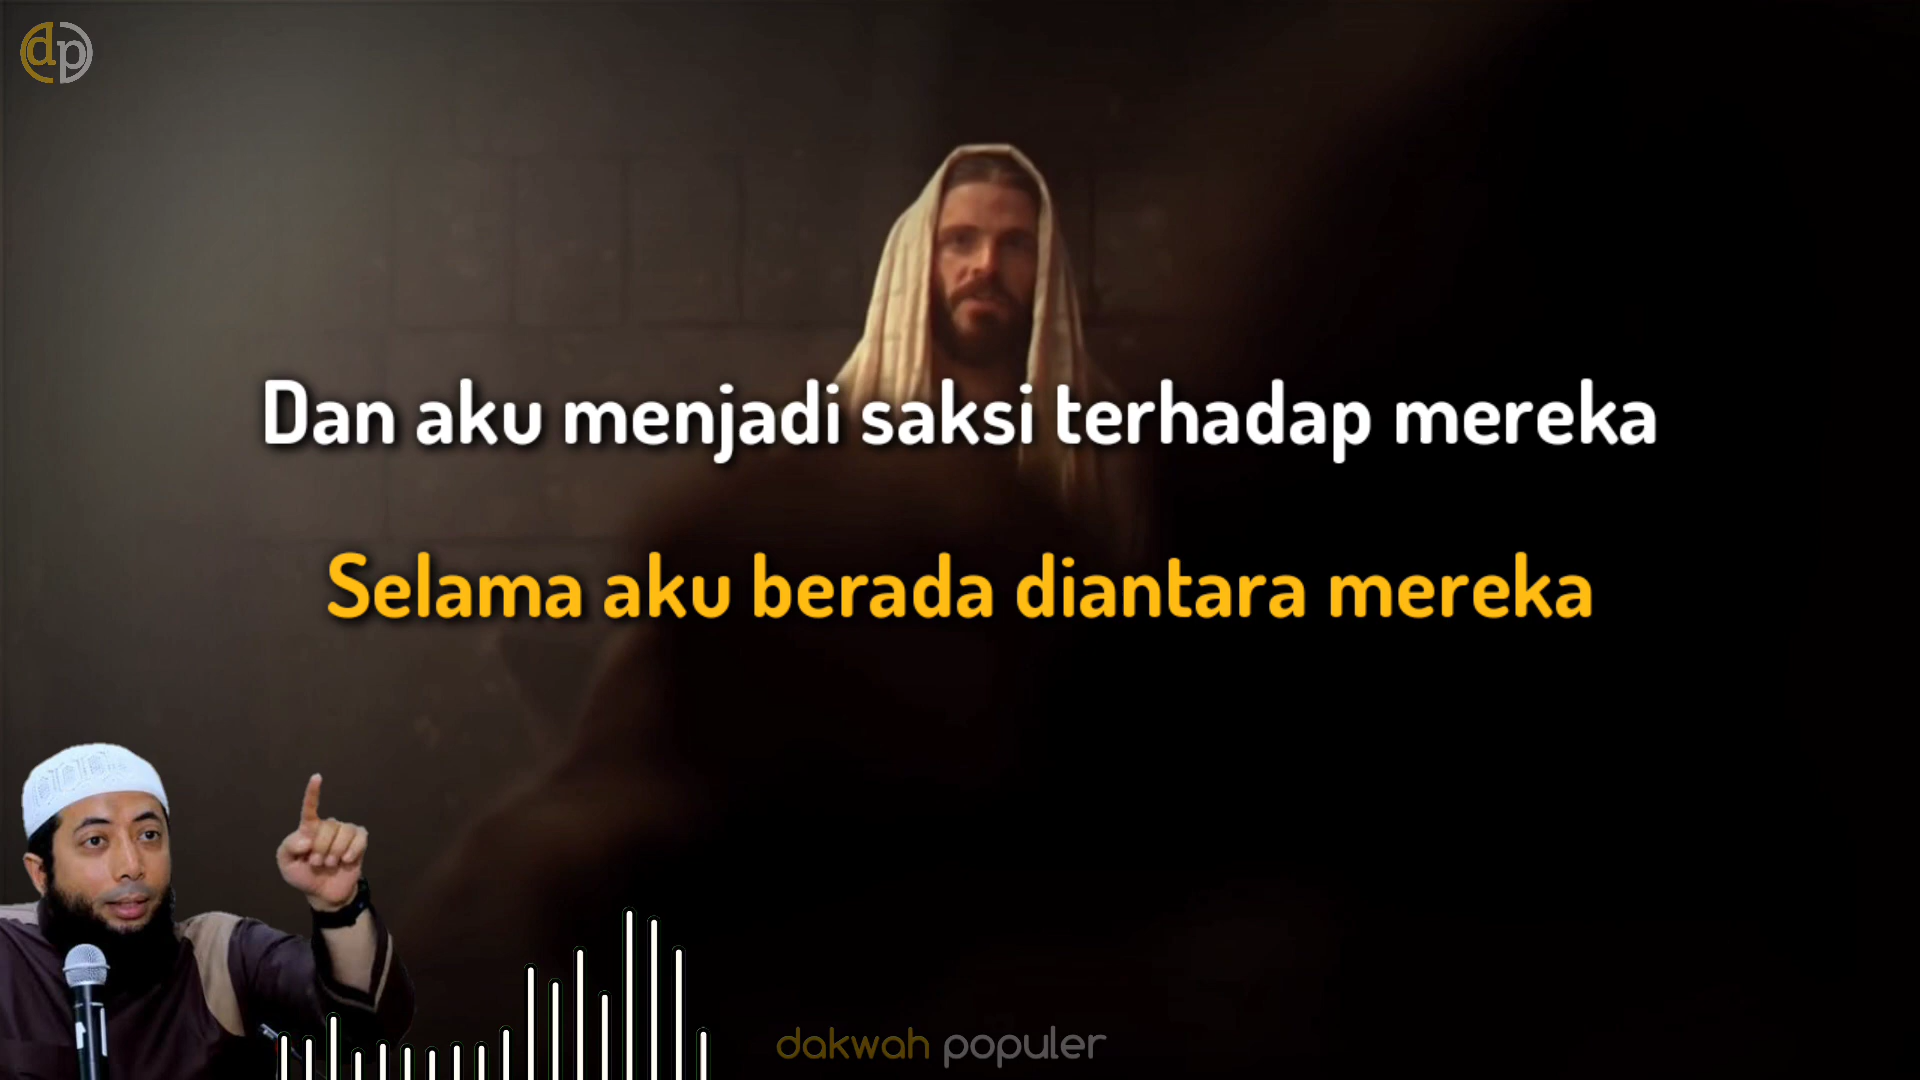 dp
Dan aku menjadi saksi terhadap mereka
Selama aku berada diantara mereka
dakwah populer